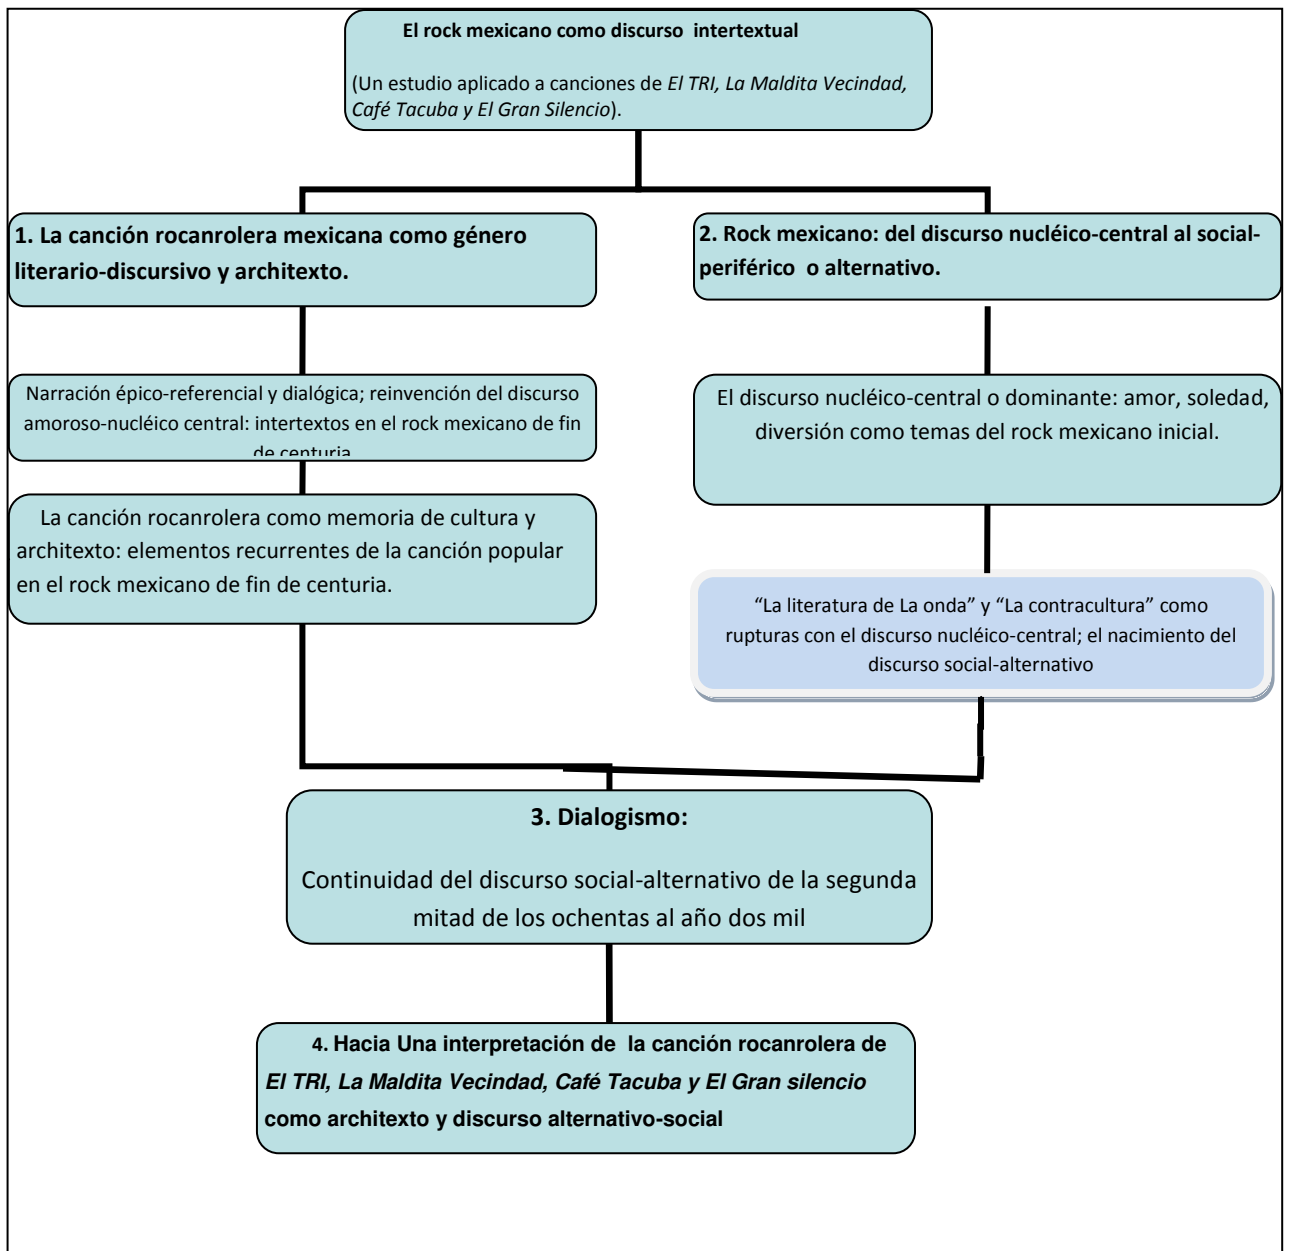 El rock mexicano como discurso intertextual
(Un estudio aplicado a canciones de El TRI, La Maldita Vecindad,
Café Tacuba y El Gran Silencio).
1. La canción rocanrolera mexicana como género
literario-discursivo y architexto.
2. Rock mexicano: del discurso nucléico-central al social-
periférico o alternativo.
Narración épico-referencial y dialógica; reinvención del discurso
amoroso-nucléico central: intertextos en el rock mexicano de fin
de centuria
El discurso nucléico-central o dominante: amor, soledad,
diversión como temas del rock mexicano inicial.
La canción rocanrolera como memoria de cultura y
architexto: elementos recurrentes de la canción popular
en el rock mexicano de fin de centuria.
“La literatura de La onda” y “La contracultura” como
rupturas con el discurso nucléico-central; el nacimiento del
discurso social-alternativo
3. Dialogismo:
Continuidad del discurso social-alternativo de la segunda
mitad de los ochentas al año dos mil
4. Hacia Una interpretación de la canción rocanrolera de
El TRI, La Maldita Vecindad, Café Tacuba y El Gran silencio
como architexto y discurso alternativo-social